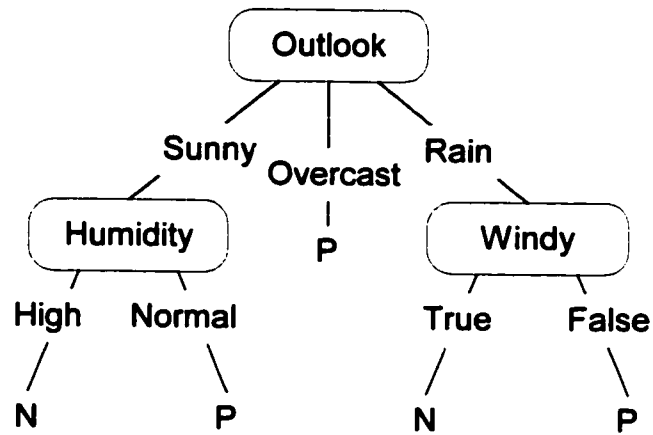 Outlook
Sunny
Overcast
Rain
Humidity
P
Windy
High Normal
True False
N P
N P